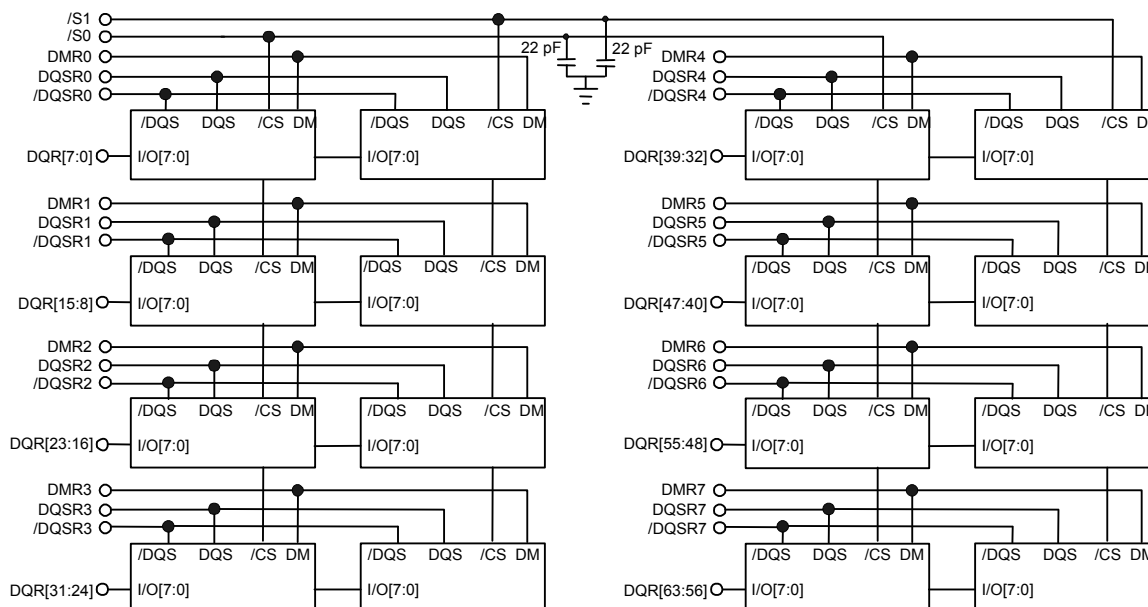 /S1
/S0
22 pF 22 pF
DMR0
DQSR0
/DQSR0
/DQS DQS /CS DM
/DQS DQS /CS DM
DQR[7:0]
I/O[7:0]
I/O[7:0]
DMR1
DQSR1
/DQSR1
/DQS DQS /CS DM
/DQS DQS /CS DM
DQR[15:8]
I/O[7:0]
I/O[7:0]
DMR2
DQSR2
/DQSR2
/DQS DQS /CS DM
/DQS DQS /CS DM
DQR[23:16]
I/O[7:0]
I/O[7:0]
DMR3
DQSR3
/DQSR3
/DQS DQS /CS DM
/DQS DQS /CS DM
DQR[31:24]
I/O[7:0]
I/O[7:0]
DMR4
DQSR4
/DQSR4
/DQS DQS /CS DM
/DQS DQS /CS
DQR[39:32]
I/O[7:0]
I/O[7:0]
DMR5
DQSR5
/DQSR5
/DQS DQS /CS DM
/DQS DQS /CS DM
DQR[47:40]
I/O[7:0]
I/O[7:0]
DMR6
DQSR6
/DQSR6
/DQS DQS /CS DM
/DQS DQS /CS DM
DQR[55:48]
I/O[7:0]
I/O[7:0]
DMR7
DQSR7
/DQSR7
/DQS DQS /CS DM
/DQS DQS /CS DM
DQR[63:56]
I/O[7:0]
I/O[7:0]